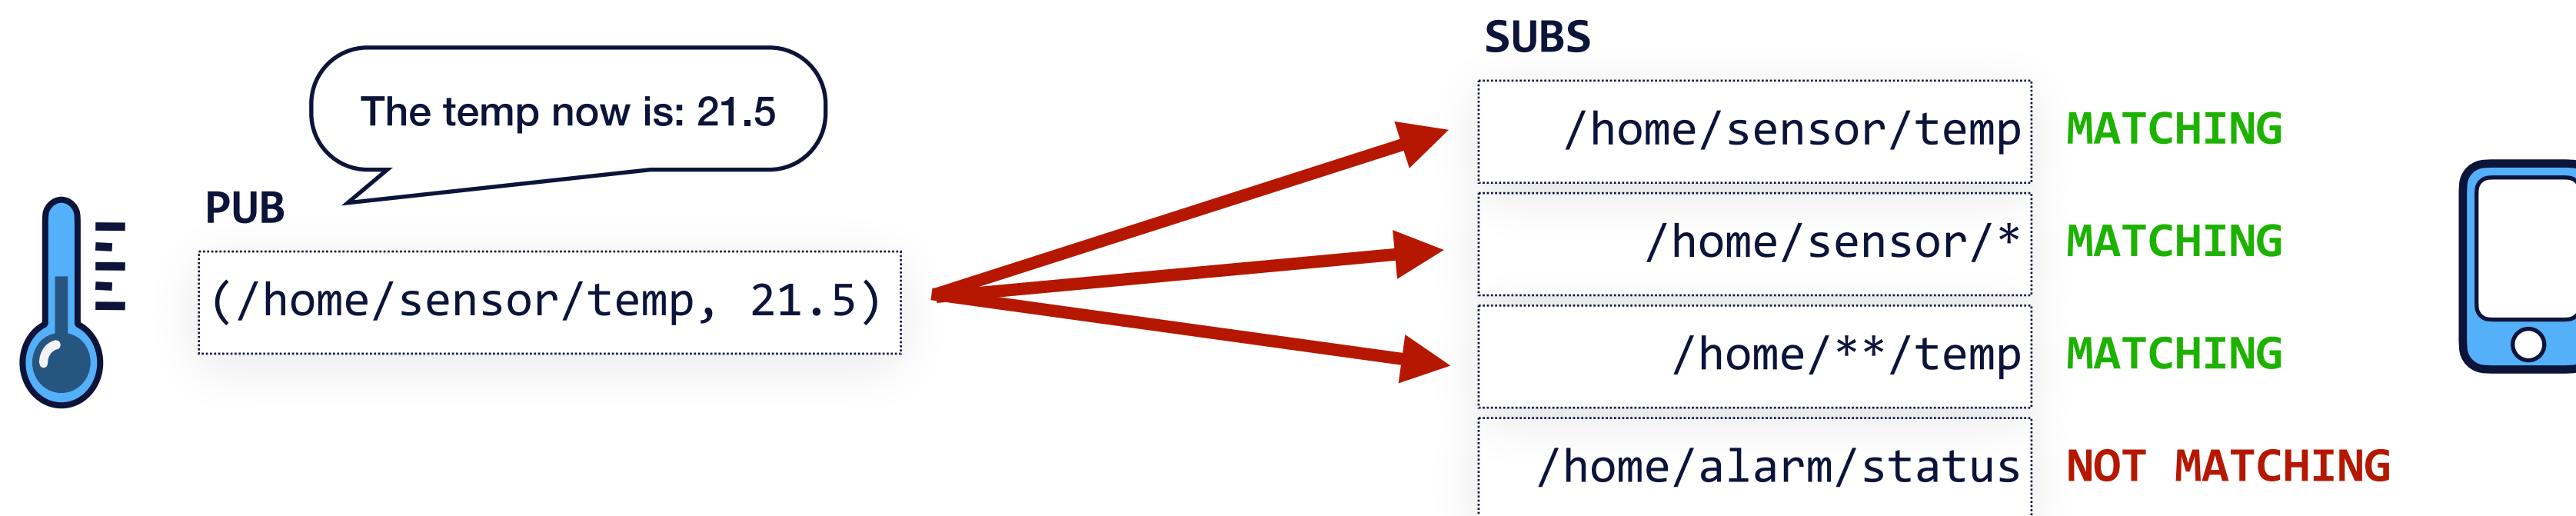 The temp now is: 21.5
PUB
(/home/sensor/temp, 21.5)
SUBS
/home/sensor/temp MATCHING
/home/sensor/* MATCHING
/home/**/temp MATCHING
/home/alarm/status NOT MATCHING